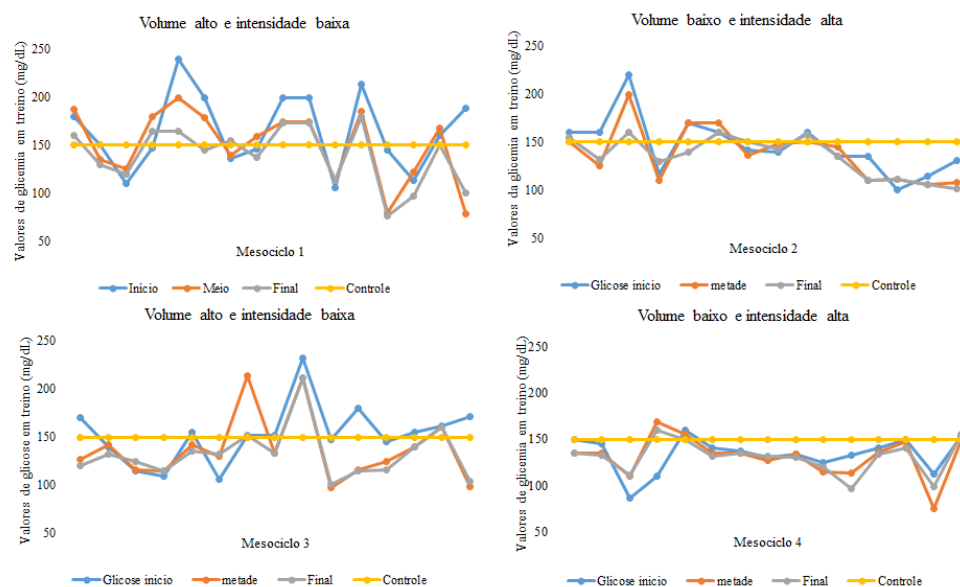 Volume alto e intensidade baixa
Valores de glicemia em treino (mg/dL)
250
200
150
100
50
Mesociclo 1
Início Meio Final Controle
Volume baixo e intensidade alta
Valores da glicemia em treino (mg/dL)
250
200
150
100
50
Mesociclo 2
Glicose inicio metade Final Controle
Volume alto e intensidade baixa
Valores de glicose em treino (mg/dL)
250
200
150
100
50
Mesociclo 3
Glicose inicio metade Final Controle
Volume baixo e intensidade alta
Valores da glicemia em treino (mg/dL)
250
200
150
100
50
Mesociclo 4
Glicose inicio metade Final Controle